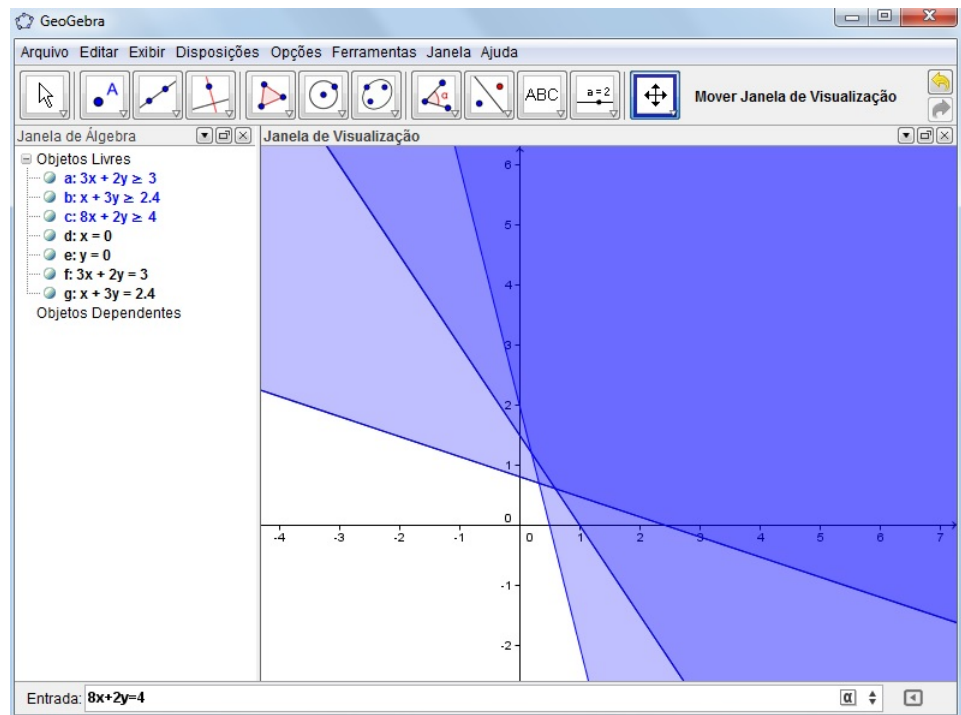 GeoGebra
Arquivo Editar Exibir Disposições Opções Ferramentas Janela Ajuda
A
α
ABC
a=2
Mover Janela de Visualização
Janela de Álgebra
Janela de Visualização
Objetos Livres
a: 3x + 2y ≥ 3
b: x + 3y ≥ 2.4
c: 8x + 2y ≥ 4
d: x = 0
e: y = 0
f: 3x + 2y = 3
g: x + 3y = 2.4
Objetos Dependentes
6
5
4
3
2
1
0
-4 -3 -2 -1 0 1 2 3 4 5 6 7
-1
-2
Entrada: 8x+2y=4
α